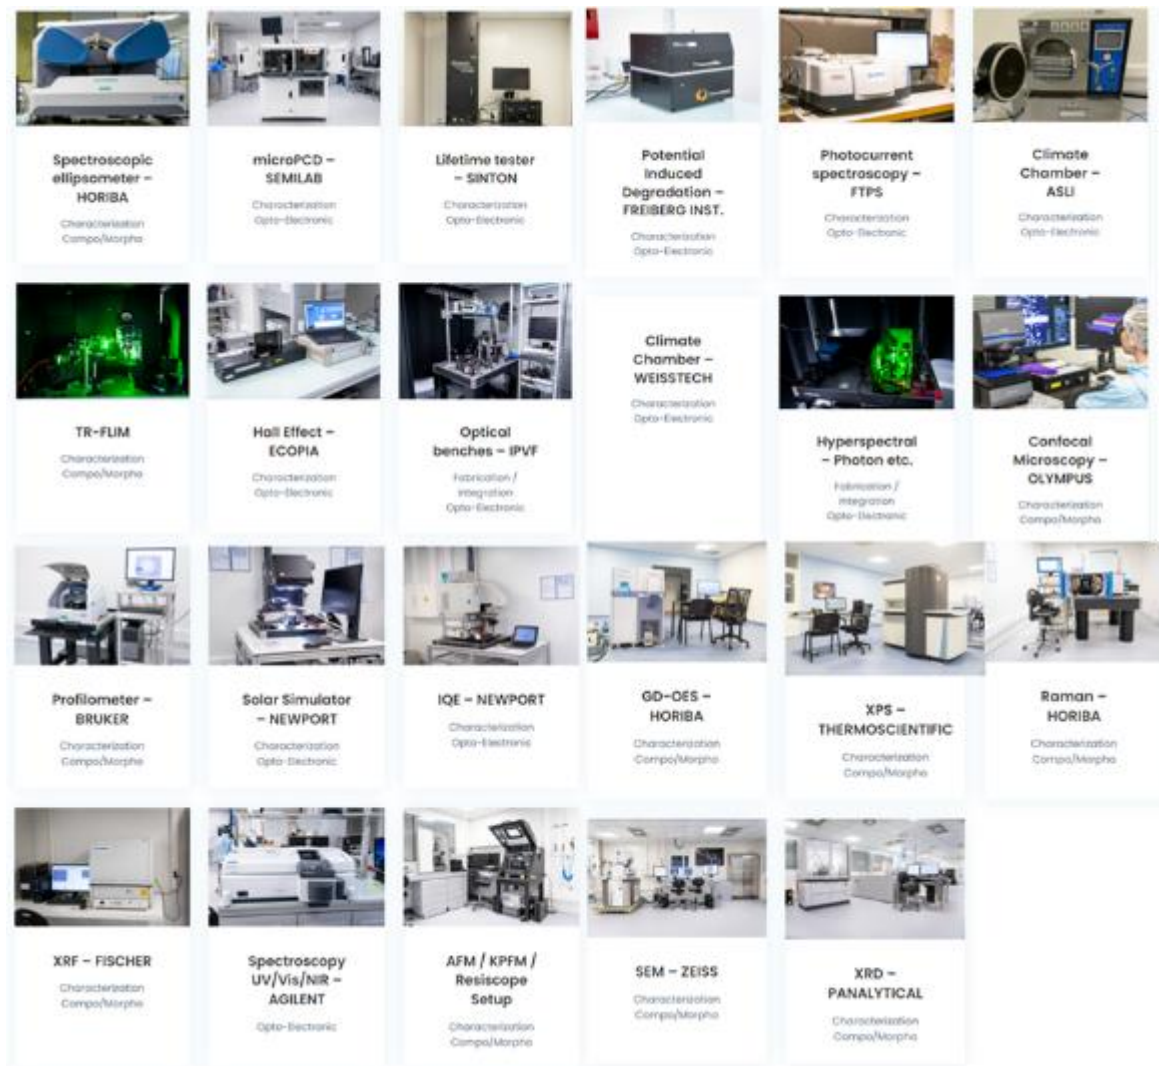 Spectroscopic
ellipsometer –
HORIBA
Characterization
Compo/Morpho
microPCD –
SEMILAB
Characterization
Opto-Electronic
Lifetime tester
– SINTON
Characterization
Opto-Electronic
Potential
Induced
Degradation –
FREIBERG INST.
Characterization
Opto-Electronic
Photocurrent
spectroscopy –
FTPS
Characterization
Opto-Electronic
Climate
Chamber –
ASLI
Characterization
Opto-Electronic
TR-FLIM
Characterization
Compo/Morpho
Hall Effect –
ECOPIA
Characterization
Opto-Electronic
Optical
benches – IPVF
Fabrication /
Integration
Opto-Electronic
Climate
Chamber –
WEISSTECH
Characterization
Opto-Electronic
Hyperspectral
– Photon etc.
Fabrication /
Integration
Opto-Electronic
Confocal
Microscopy –
OLYMPUS
Characterization
Compo/Morpho
Profilometer –
BRUKER
Characterization
Compo/Morpho
Solar Simulator
– NEWPORT
Characterization
Opto-Electronic
IQE – NEWPORT
Characterization
Opto-Electronic
GD-OES –
HORIBA
Characterization
Compo/Morpho
XPS –
THERMOSCIENTIFIC
Characterization
Compo/Morpho
Raman –
HORIBA
Characterization
Compo/Morpho
XRF – FISCHER
Characterization
Compo/Morpho
Spectroscopy
UV/Vis/NIR –
AGILENT
Opto-Electronic
AFM / KPFM /
Resiscope
Setup
Characterization
Compo/Morpho
SEM – ZEISS
Characterization
Compo/Morpho
XRD –
PANALYTICAL
Characterization
Compo/Morpho